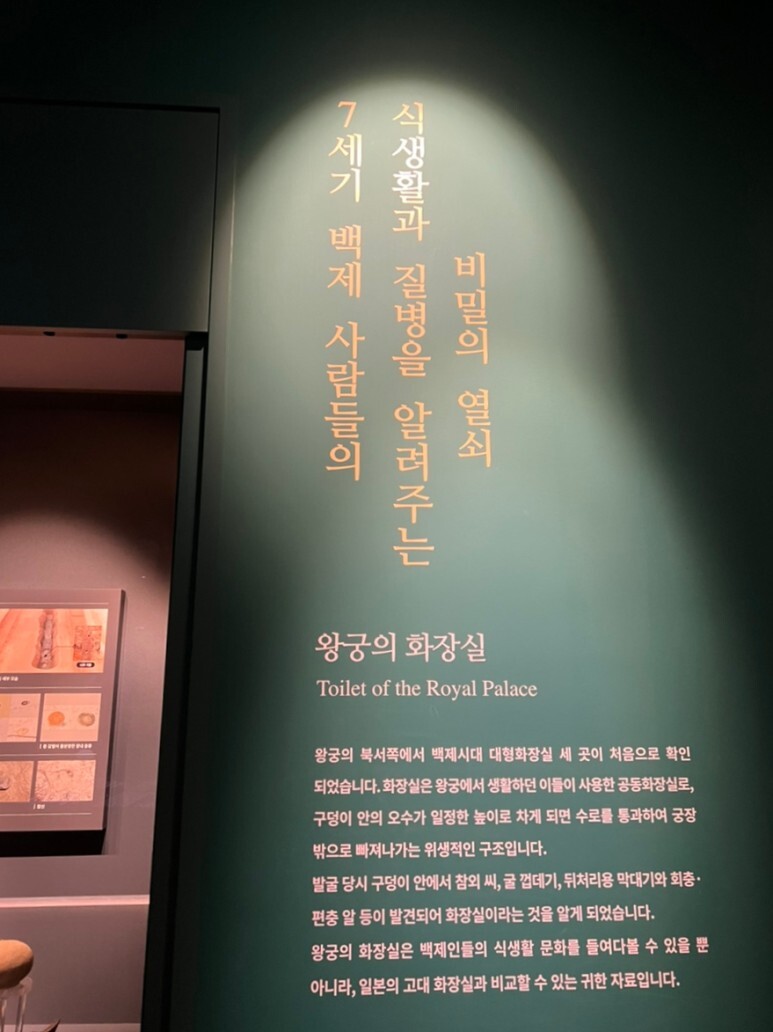 7세기 백제 사람들의
식생활과 질병을 알려주는
비밀의 열쇠
왕궁의 화장실
Toilet of the Royal Palace
왕궁의 북서쪽에서 백제시대 대형화장실 세 곳이 처음으로 확인
되었습니다. 화장실은 왕궁에서 생활하던 이들이 사용한 공동화장실로,
구덩이 안의 오수가 일정한 높이로 차게 되면 수로를 통과하여 궁장
밖으로 빠져나가는 위생적인 구조입니다.
발굴 당시 구덩이 안에서 참외 씨, 굴 껍데기, 뒤처리용 막대기와 회충·
편충 알 등이 발견되어 화장실이라는 것을 알게 되었습니다.
왕궁의 화장실은 백제인들의 식생활 문화를 들여다볼 수 있을 뿐
아니라, 일본의 고대 화장실과 비교할 수 있는 귀한 자료입니다.